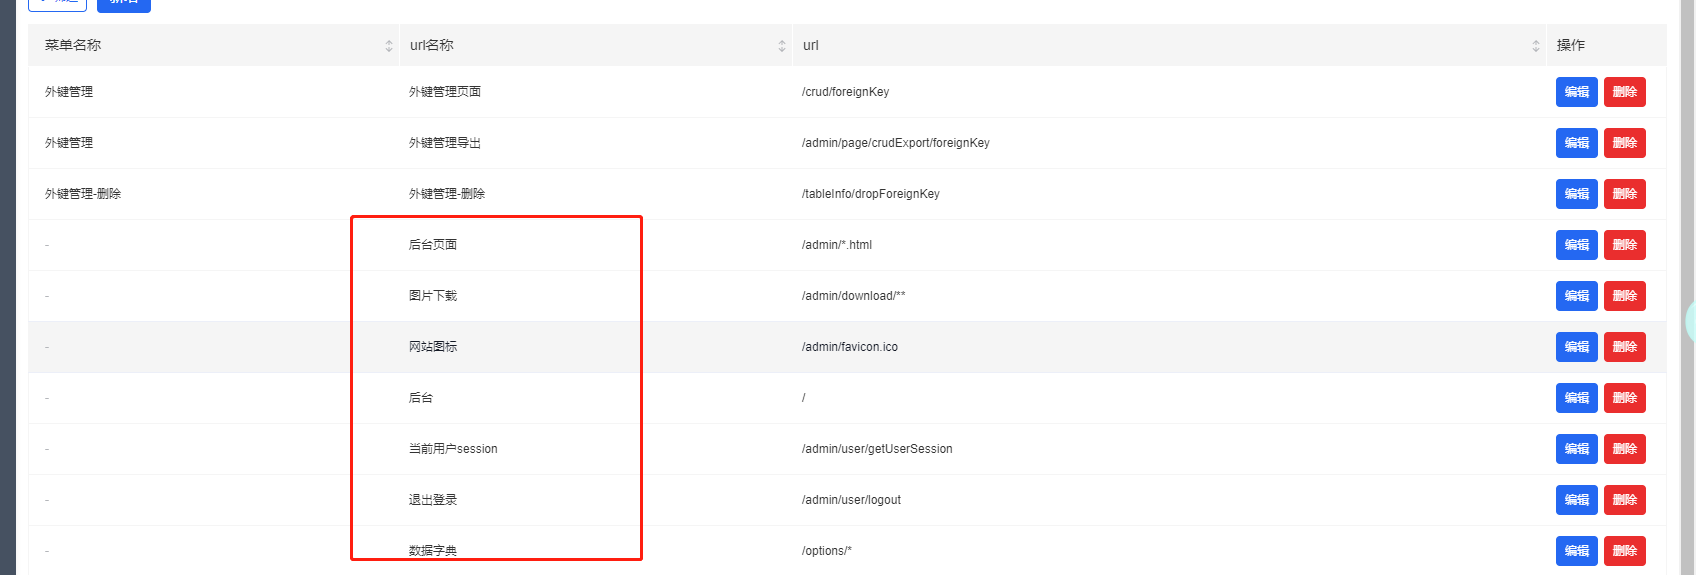 菜单名称 url名称 url 操作
外键管理 外键管理页面 /crud/foreignKey 编辑 删除
外键管理 外键管理导出 /admin/page/crudExport/foreignKey 编辑 删除
外键管理-删除 外键管理-删除 /tableInfo/dropForeignKey 编辑 删除
- 后台页面 /admin/*.html 编辑 删除
- 图片下载 /admin/download/** 编辑 删除
- 网站图标 /admin/favicon.ico 编辑 删除
- 后台 / 编辑 删除
- 当前用户session /admin/user/getUserSession 编辑 删除
- 退出登录 /admin/user/logout 编辑 删除
- 数据字典 /options/* 编辑 删除